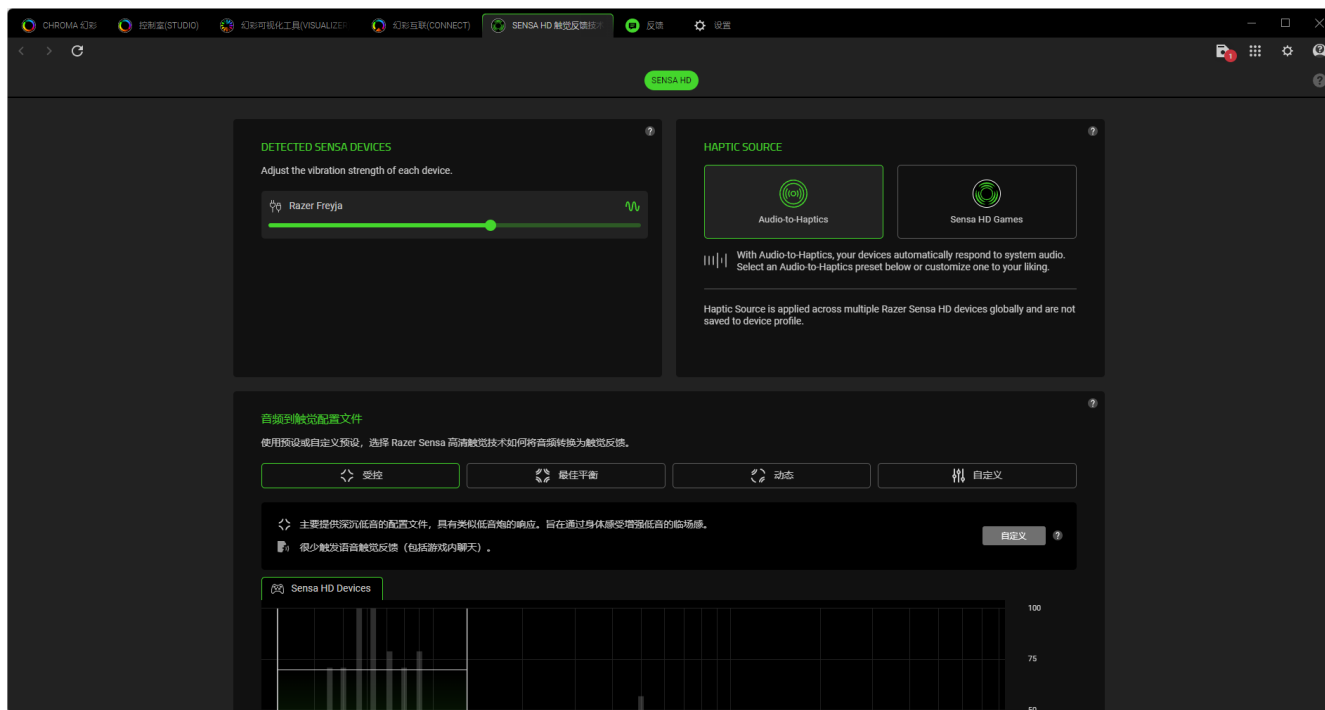 CHROMA 幻彩
控制室(STUDIO)
幻彩可视化工具(VISUALIZER
幻彩互联(CONNECT)
SENSA HD 触觉反馈技
反馈
设置
1
SENSA HD
DETECTED SENSA DEVICES
Adjust the vibration strength of each device.
Razer Freyja
HAPTIC SOURCE
Audio-to-Haptics
Sensa HD Games
With Audio-to-Haptics, your devices automatically respond to system audio.
Select an Audio-to-Haptics preset below or customize one to your liking.
Haptic Source is applied across multiple Razer Sensa HD devices globally and are not
saved to device profile.
音频到触觉配置文件
使用预设或自定义预设，选择 Razer Sensa 高清触觉技术如何将音频转换为触觉反馈。
受控
最佳平衡
动态
自定义
主要提供深沉低音的配置文件，具有类似低音炮的响应。旨在通过身体感受增强低音的临场感。
很少触发语音触觉反馈（包括游戏内聊天）。
自定义
Sensa HD Devices
100
75